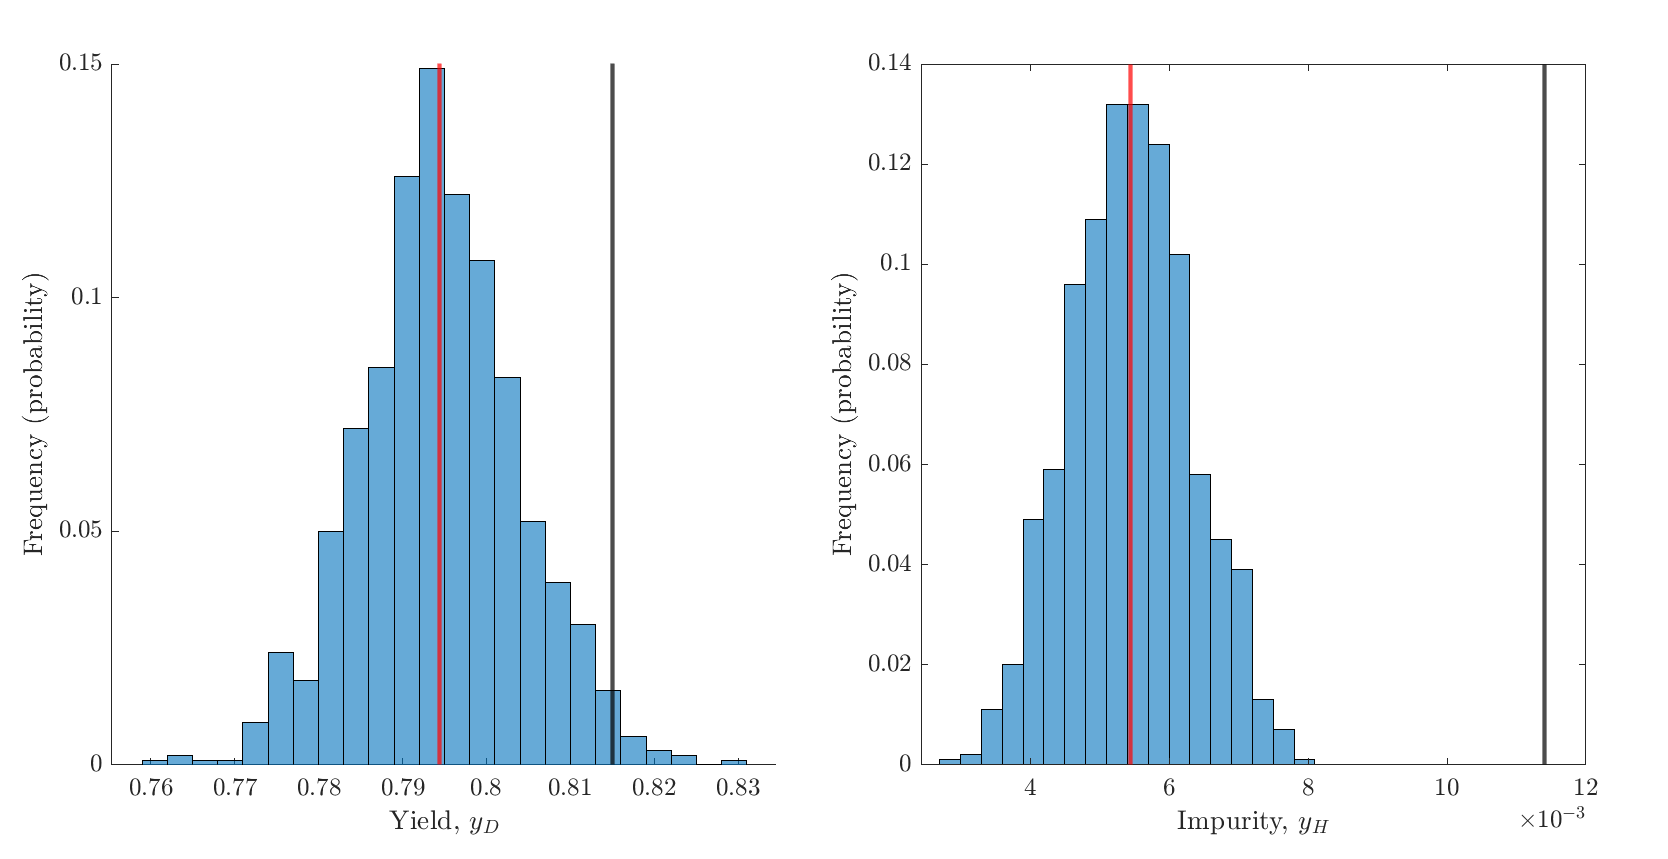 0.15
0.1
0.05
0
Frequency (probability)
0.76 0.77 0.78 0.79 0.8 0.81 0.82 0.83
Yield, y_D
0.14
0.12
0.1
0.08
0.06
0.04
0.02
0
Frequency (probability)
4 6 8 10 12
×10⁻³
Impurity, y_H